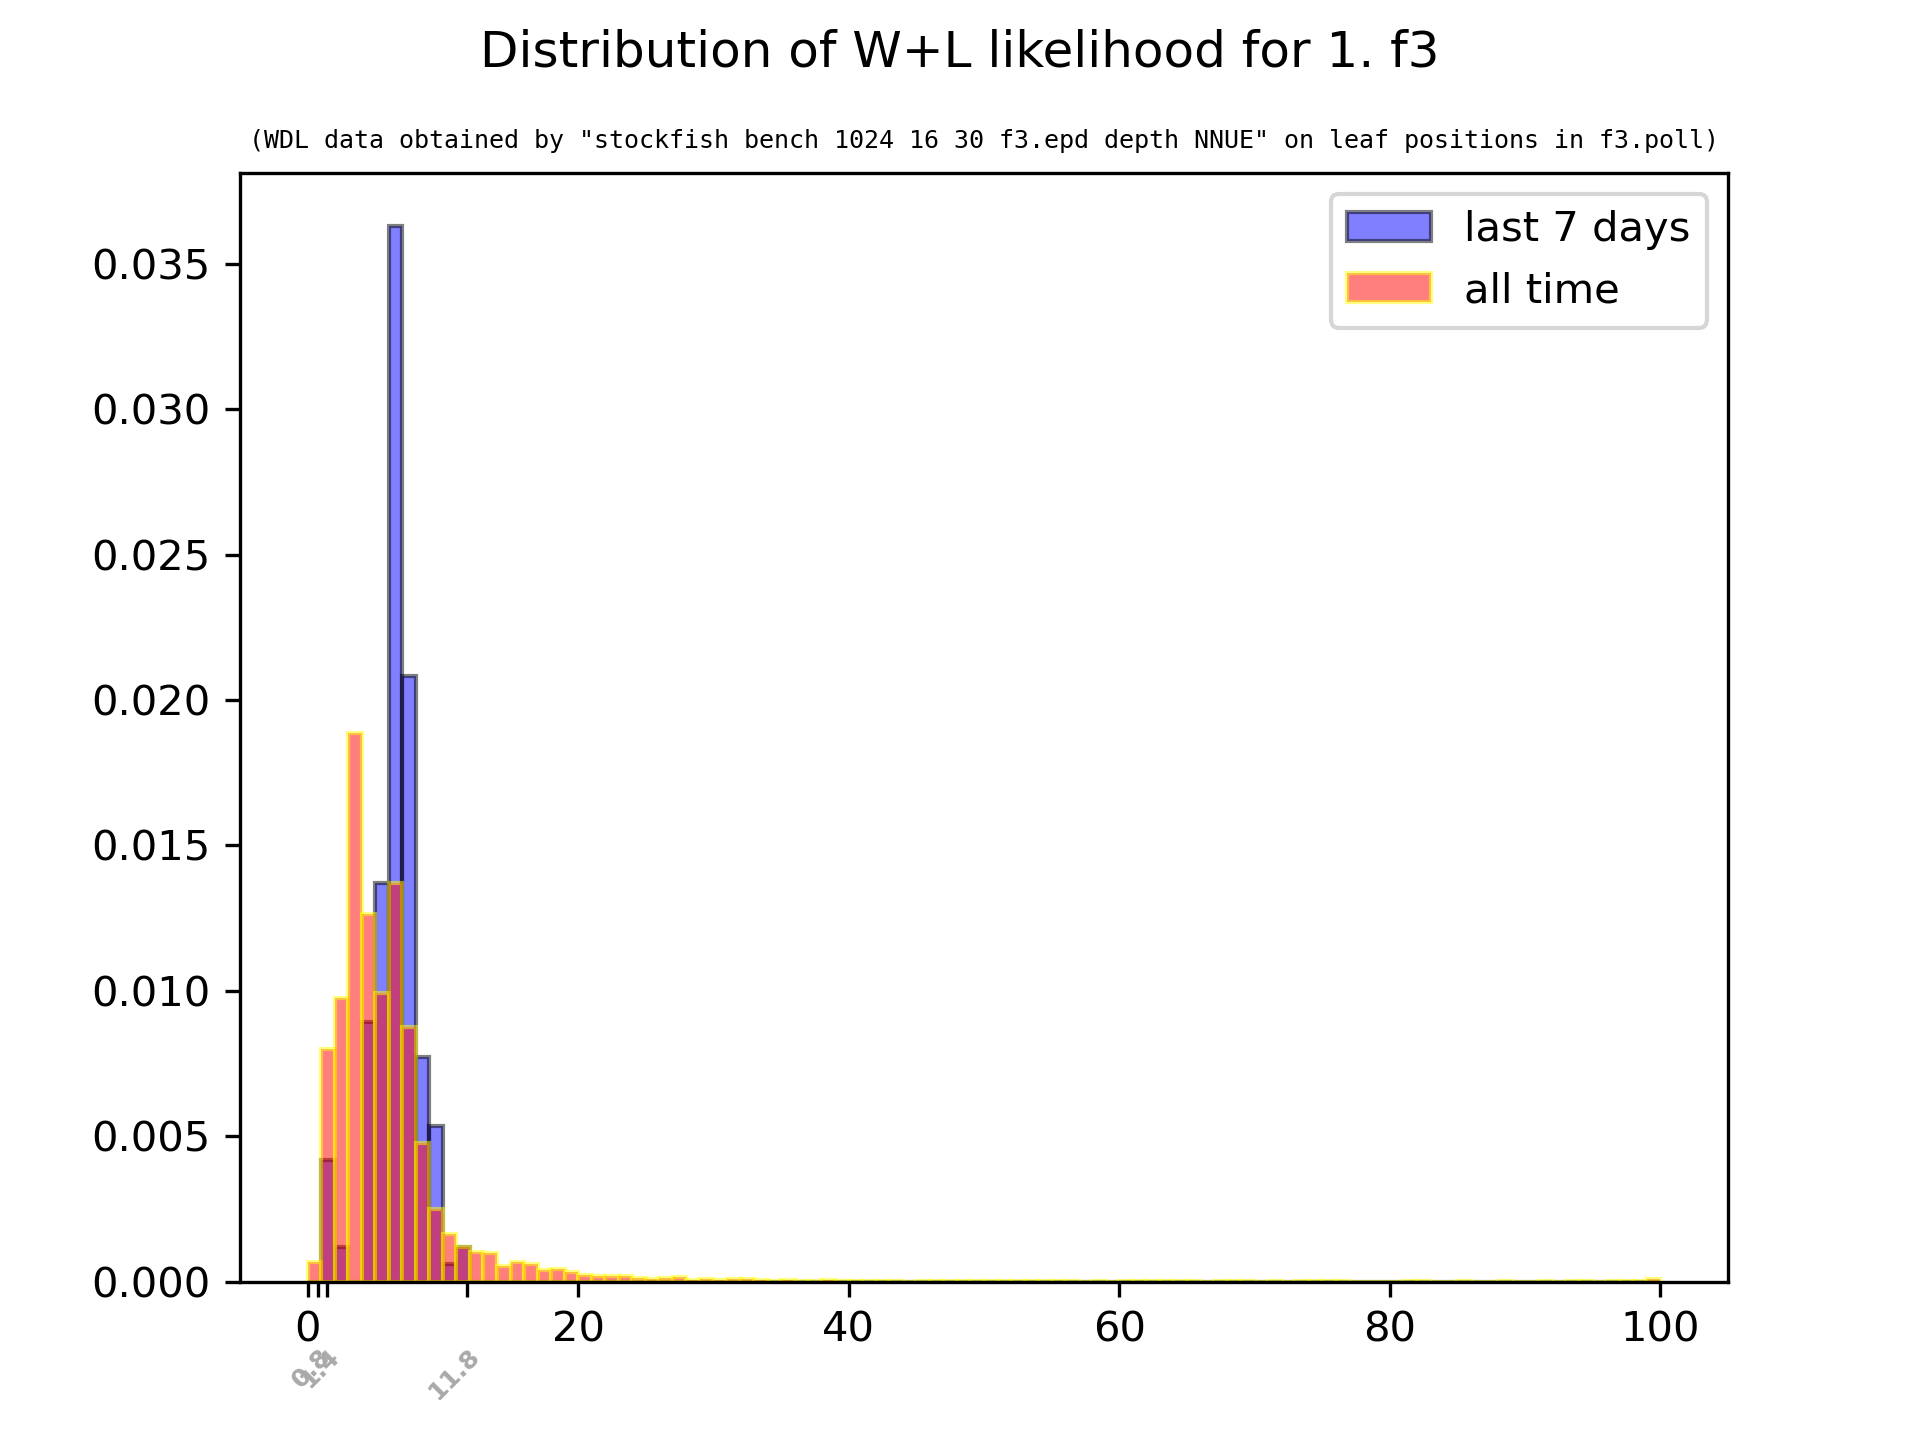 Distribution of W+L likelihood for 1. f3
(WDL data obtained by "stockfish bench 1024 16 30 f3.epd depth NNUE" on leaf positions in f3.poll)
last 7 days
all time
0.035
0.030
0.025
0.020
0.015
0.010
0.005
0.000
0 20 40 60 80 100
11.8